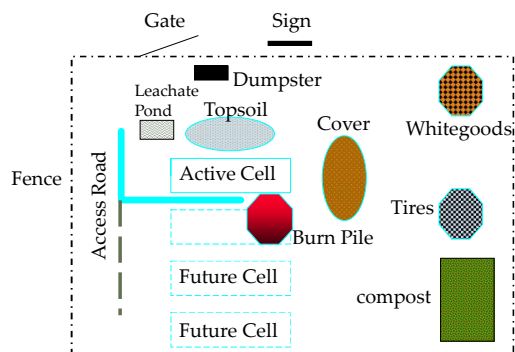 Gate
Sign
Dumpster
Leachate
Pond
Topsoil
Cover
Whitegoods
Active Cell
Fence
Access Road
Tires
Burn Pile
Future Cell
compost
Future Cell